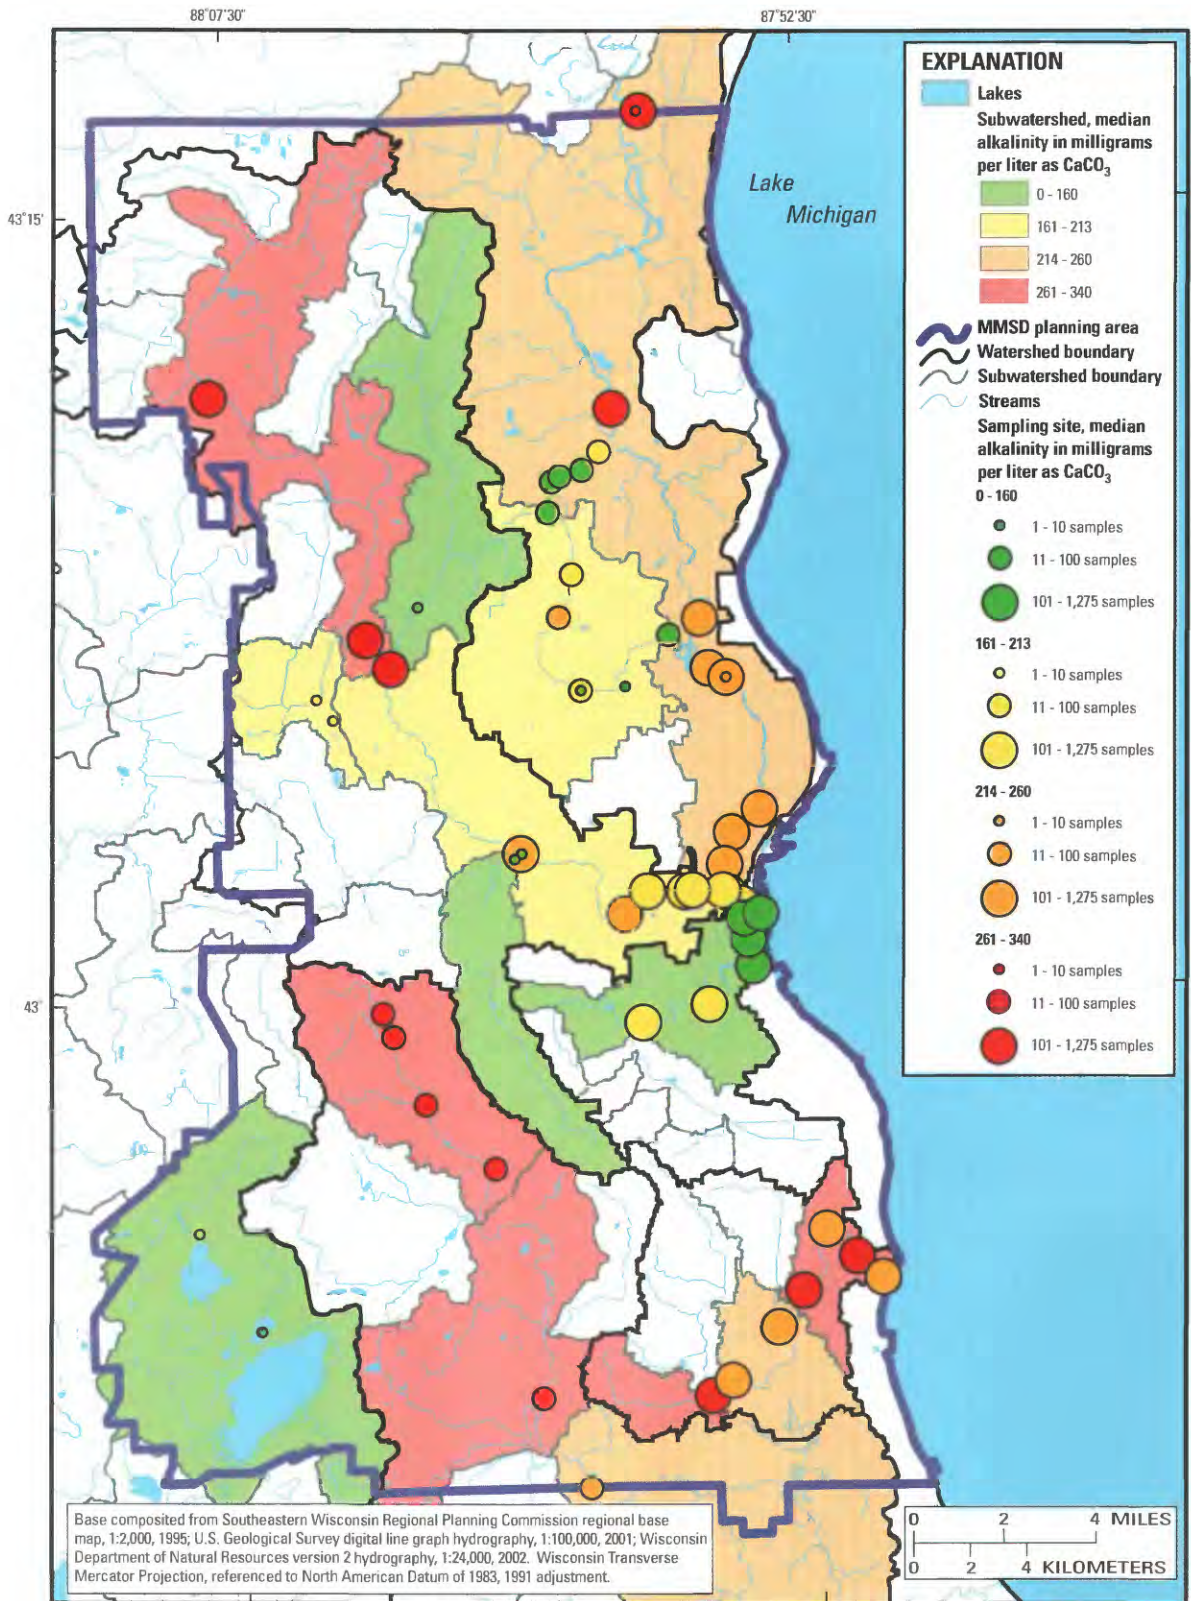 88°07'30"
87°52'30"
43°15'
43°
Lake
Michigan
EXPLANATION
Lakes
Subwatershed, median
alkalinity in milligrams
per liter as CaCO₃
0 - 160
161 - 213
214 - 260
261 - 340
MMSD planning area
Watershed boundary
Subwatershed boundary
Streams
Sampling site, median
alkalinity in milligrams
per liter as CaCO₃
0 - 160
1 - 10 samples
11 - 100 samples
101 - 1,275 samples
161 - 213
1 - 10 samples
11 - 100 samples
101 - 1,275 samples
214 - 260
1 - 10 samples
11 - 100 samples
101 - 1,275 samples
261 - 340
1 - 10 samples
11 - 100 samples
101 - 1,275 samples
Base composited from Southeastern Wisconsin Regional Planning Commission regional base
map, 1:2,000, 1995; U.S. Geological Survey digital line graph hydrography, 1:100,000, 2001; Wisconsin
Department of Natural Resources version 2 hydrography, 1:24,000, 2002. Wisconsin Transverse
Mercator Projection, referenced to North American Datum of 1983, 1991 adjustment.
0 2 4 MILES
0 2 4 KILOMETERS